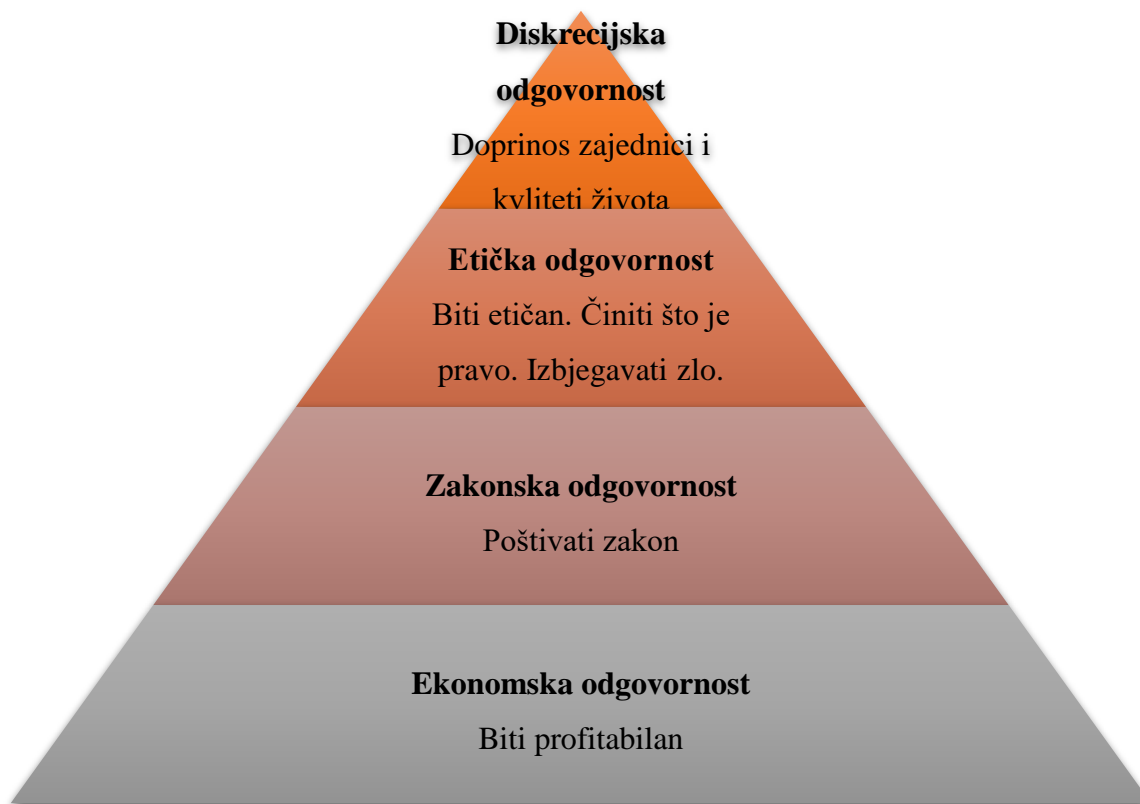 Diskrecijska
odgovornost
Doprinos zajednici i
kvliteti života
Etička odgovornost
Biti etičan. Činiti što je
pravo. Izbjegavati zlo.
Zakonska odgovornost
Poštivati zakon
Ekonomska odgovornost
Biti profitabilan